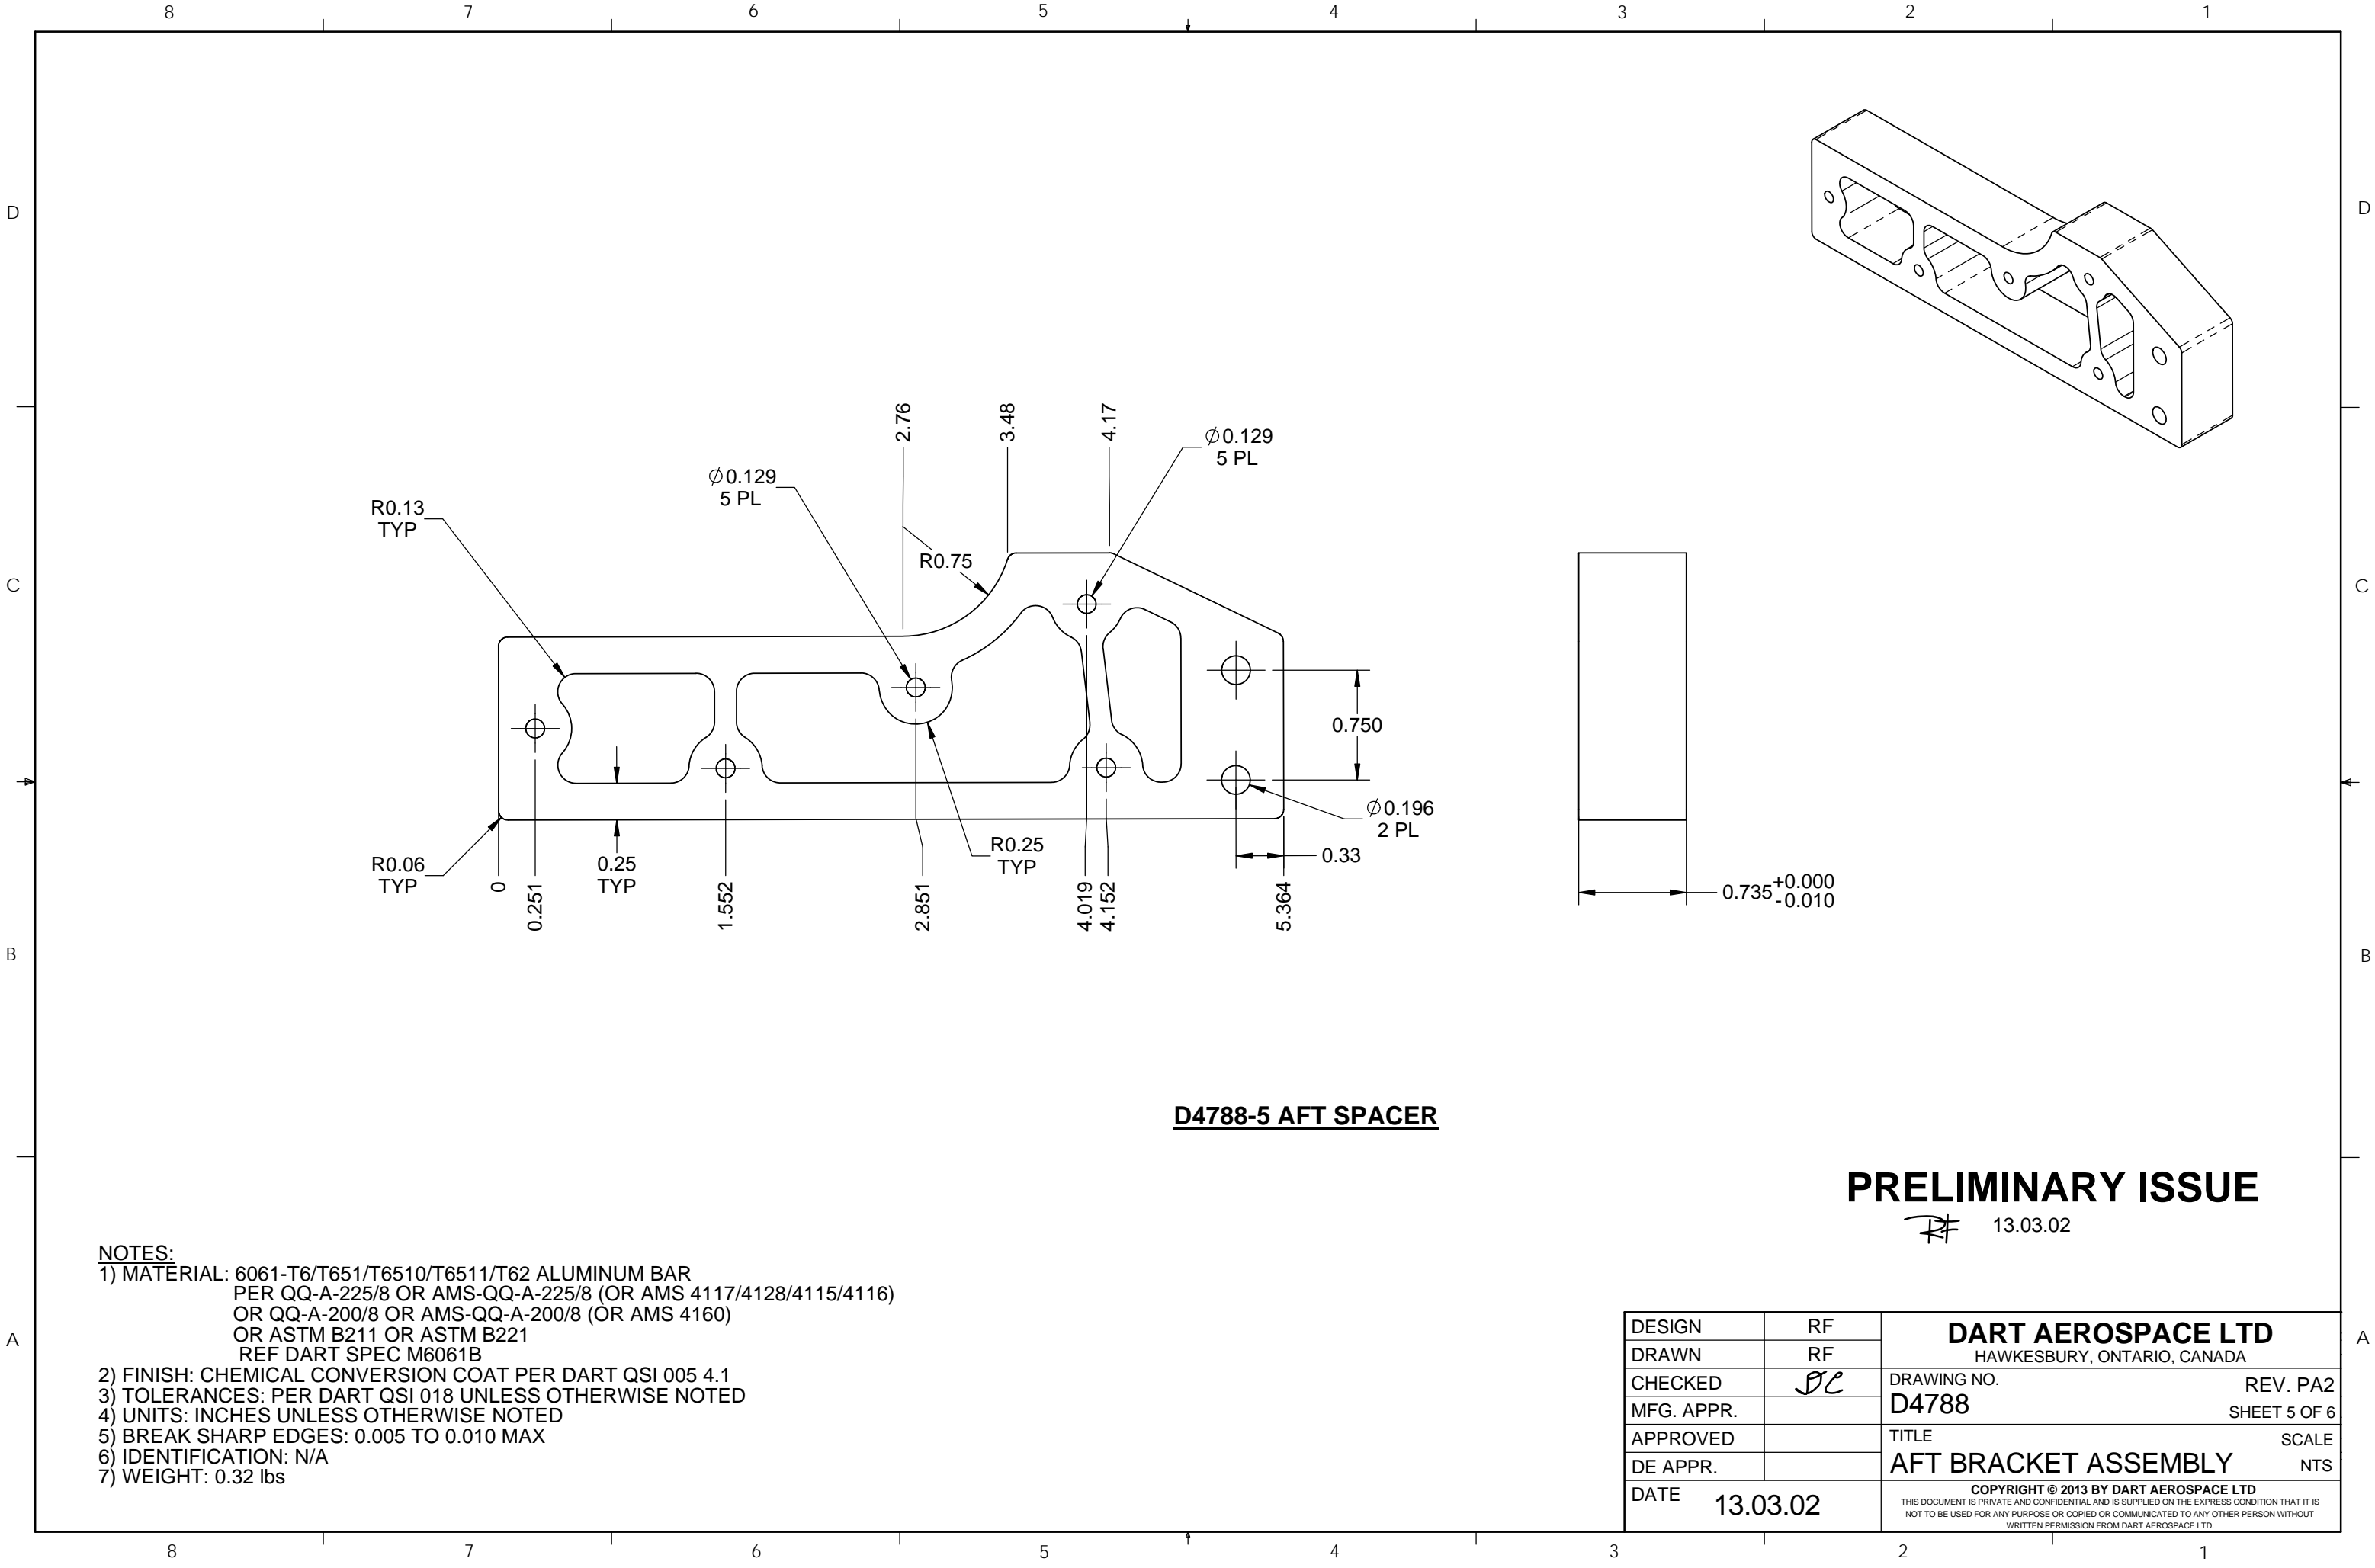 8 7 6 5 4 3 2 1
D D
2.76
3.48
4.17
Ø0.129
5 PL
Ø0.129
5 PL
R0.13
TYP
R0.75
C C
0.750
Ø0.196
2 PL
R0.25
TYP
0.33
R0.06
TYP
0.25
TYP
0
0.251
1.552
2.851
4.019
4.152
5.364
0.735 +0.000
-0.010
B B
D4788-5 AFT SPACER
PRELIMINARY ISSUE
RF 13.03.02
NOTES:
1) MATERIAL: 6061-T6/T651/T6510/T6511/T62 ALUMINUM BAR
PER QQ-A-225/8 OR AMS-QQ-A-225/8 (OR AMS 4117/4128/4115/4116)
OR QQ-A-200/8 OR AMS-QQ-A-200/8 (OR AMS 4160)
OR ASTM B211 OR ASTM B221
REF DART SPEC M6061B
2) FINISH: CHEMICAL CONVERSION COAT PER DART QSI 005 4.1
3) TOLERANCES: PER DART QSI 018 UNLESS OTHERWISE NOTED
4) UNITS: INCHES UNLESS OTHERWISE NOTED
5) BREAK SHARP EDGES: 0.005 TO 0.010 MAX
6) IDENTIFICATION: N/A
7) WEIGHT: 0.32 lbs
A A
DESIGN RF
DRAWN RF
CHECKED
MFG. APPR.
APPROVED
DE APPR.
DATE 13.03.02
DART AEROSPACE LTD
HAWKESBURY, ONTARIO, CANADA
DRAWING NO. REV. PA2
D4788 SHEET 5 OF 6
TITLE SCALE
AFT BRACKET ASSEMBLY NTS
COPYRIGHT © 2013 BY DART AEROSPACE LTD
THIS DOCUMENT IS PRIVATE AND CONFIDENTIAL AND IS SUPPLIED ON THE EXPRESS CONDITION THAT IT IS
NOT TO BE USED FOR ANY PURPOSE OR COPIED OR COMMUNICATED TO ANY OTHER PERSON WITHOUT
WRITTEN PERMISSION FROM DART AEROSPACE LTD.
8 7 6 5 4 3 2 1